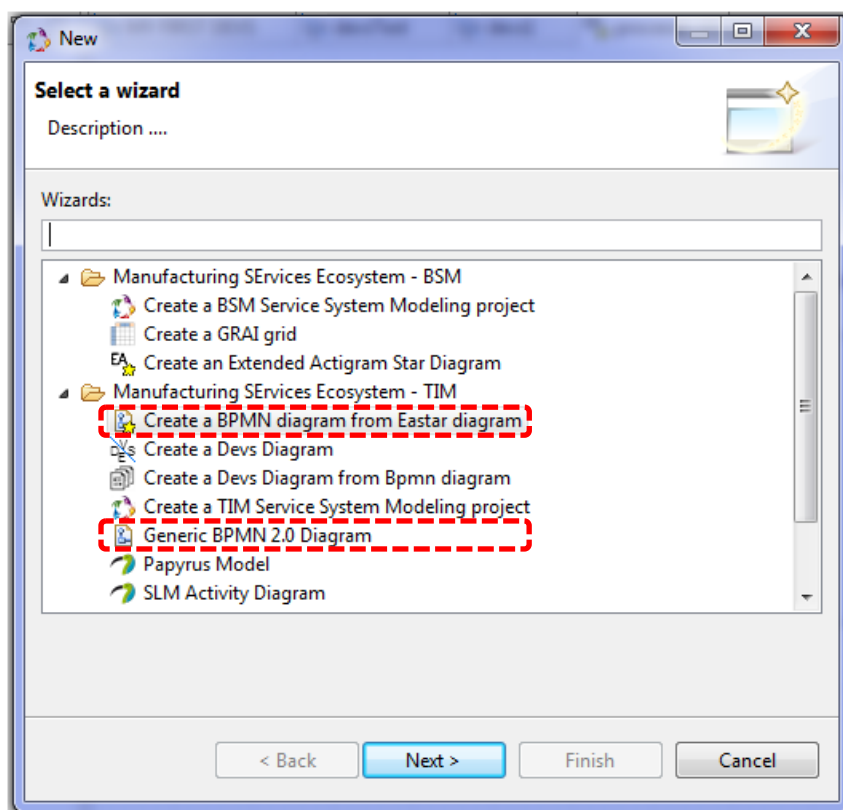 New
Select a wizard
Description ....
Wizards:
Manufacturing SErvices Ecosystem - BSM
Create a BSM Service System Modeling project
Create a GRAI grid
EA Create an Extended Actigram Star Diagram
Manufacturing SErvices Ecosystem - TIM
Create a BPMN diagram from Eastar diagram
Create a Devs Diagram
Create a Devs Diagram from Bpmn diagram
Create a TIM Service System Modeling project
Generic BPMN 2.0 Diagram
Papyrus Model
SLM Activity Diagram
< Back Next > Finish Cancel